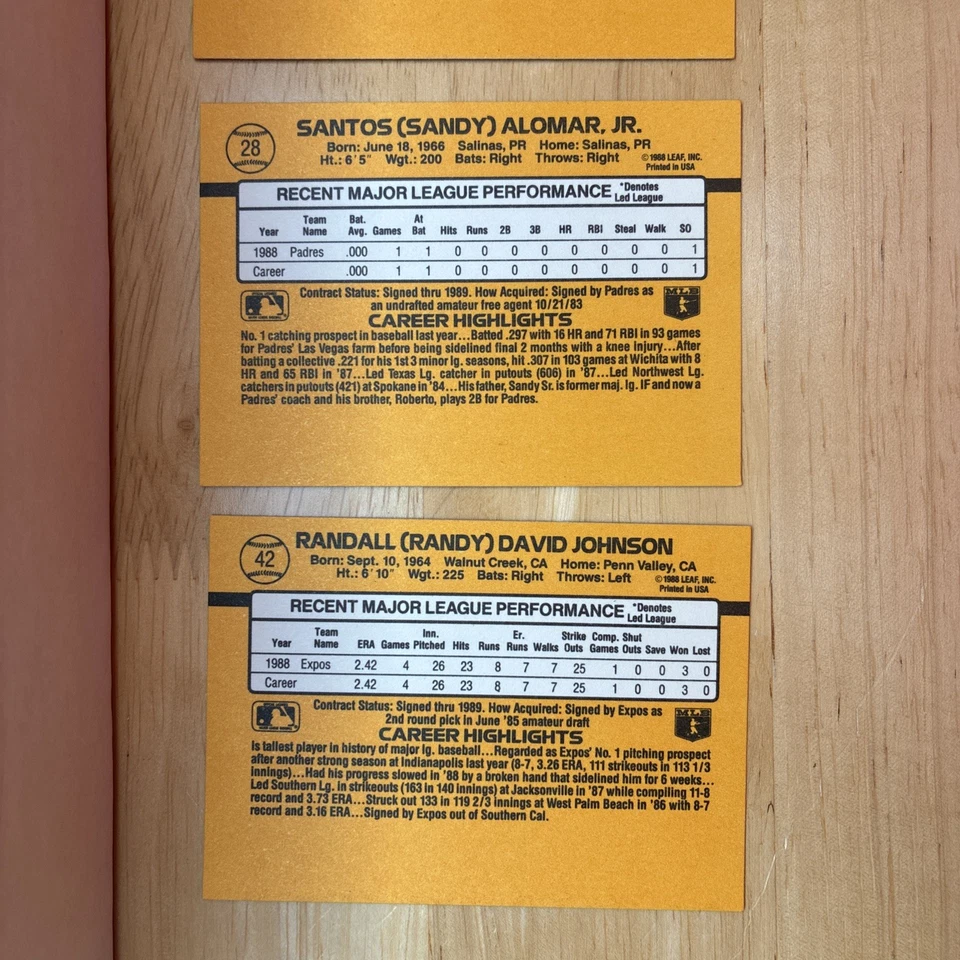 28
SANTOS (SANDY) ALOMAR, JR.
Born: June 18, 1966 Salinas, PR Home: Salinas, PR
Ht.: 6'5" Wgt.: 200 Bats: Right Throws: Right
© 1988 LEAF, INC.
Printed in USA
RECENT MAJOR LEAGUE PERFORMANCE *Denotes Led League
Year Team Name Bat. Avg. Games At Bat Hits Runs 2B 3B HR RBI Steal Walk SO
1988 Padres .000 1 1 0 0 0 0 0 0 0 0 1
Career .000 1 1 0 0 0 0 0 0 0 0 1
Contract Status: Signed thru 1989. How Acquired: Signed by Padres as
an undrafted amateur free agent 10/21/83
MLB
CAREER HIGHLIGHTS
No. 1 catching prospect in baseball last year...Batted .297 with 16 HR and 71 RBI in 93 games
for Padres' Las Vegas farm before being sidelined final 2 months with a knee injury...After
batting a collective .221 for his 1st 3 minor lg. seasons, hit .307 in 103 games at Wichita with 8
HR and 65 RBI in '87...Led Texas Lg. catcher in putouts (606) in '87...Led Northwest Lg.
catchers in putouts (421) at Spokane in '84...His father, Sandy Sr. is former maj. lg. IF and now a
Padres' coach and his brother, Roberto, plays 2B for Padres.
42
RANDALL (RANDY) DAVID JOHNSON
Born: Sept. 10, 1964 Walnut Creek, CA Home: Penn Valley, CA
Ht.: 6'10" Wgt.: 225 Bats: Right Throws: Left
© 1988 LEAF, INC.
Printed in USA
RECENT MAJOR LEAGUE PERFORMANCE *Denotes Led League
Year Team Name ERA Games Inn. Pitched Hits Runs Er. Runs Walks Strike Outs Comp. Games Shut Outs Save Won Lost
1988 Expos 2.42 4 26 23 8 7 7 25 1 0 0 3 0
Career 2.42 4 26 23 8 7 7 25 1 0 0 3 0
Contract Status: Signed thru 1989. How Acquired: Signed by Expos as
2nd round pick in June '85 amateur draft
MLB
CAREER HIGHLIGHTS
Is tallest player in history of major lg. baseball...Regarded as Expos' No. 1 pitching prospect
after another strong season at Indianapolis last year (8-7, 3.26 ERA, 111 strikeouts in 113 1/3
innings)...Had his progress slowed in '88 by a broken hand that sidelined him for 6 weeks...
Led Southern Lg. in strikeouts (163 in 140 innings) at Jacksonville in '87 while compiling 11-8
record and 3.73 ERA...Struck out 133 in 119 2/3 innings at West Palm Beach in '86 with 8-7
record and 3.16 ERA...Signed by Expos out of Southern Cal.